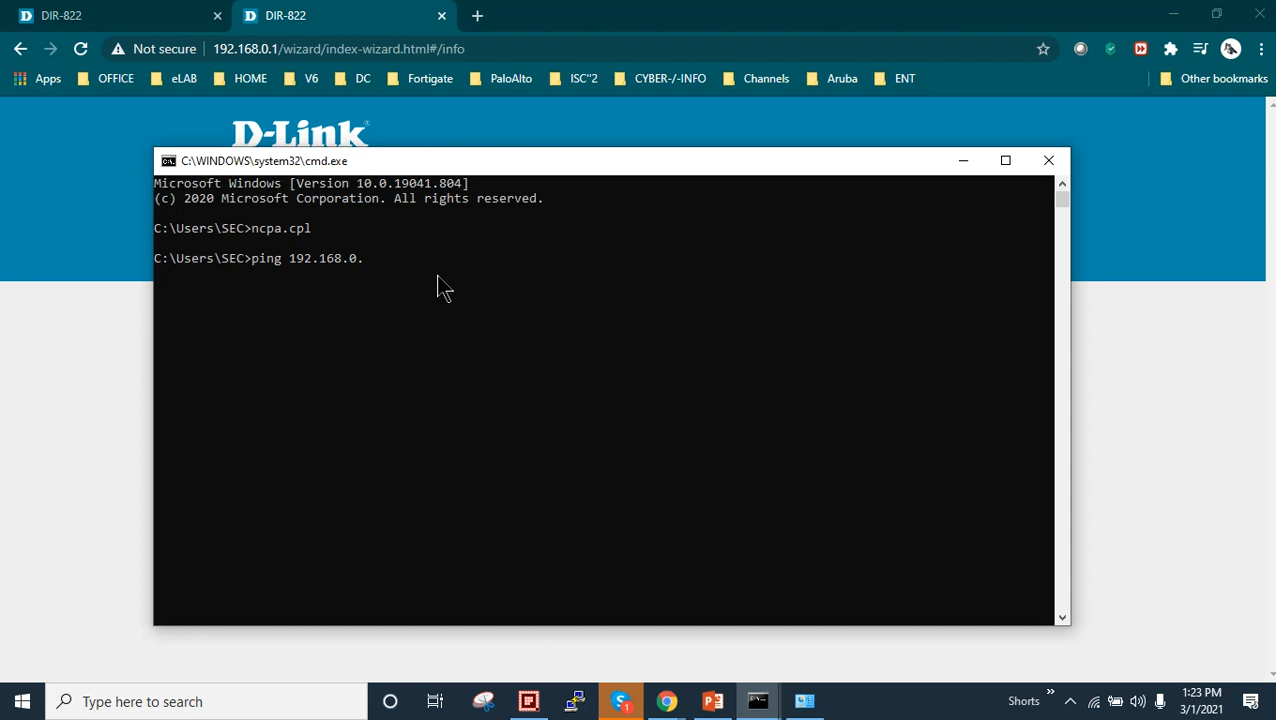 DIR-822
DIR-822
Not secure
192.168.0.1/wizard/index-wizard.html#/info
Apps
OFFICE
eLAB
HOME
V6
DC
Fortigate
PaloAlto
ISC"2
CYBER-/-INFO
Channels
Aruba
ENT
Other bookmarks
D-Link
C:\WINDOWS\system32\cmd.exe
Microsoft Windows [Version 10.0.19041.804]
(c) 2020 Microsoft Corporation. All rights reserved.
C:\Users\SEC>ncpa.cpl
C:\Users\SEC>ping 192.168.0.
Type here to search
Shorts
1:23 PM
3/1/2021